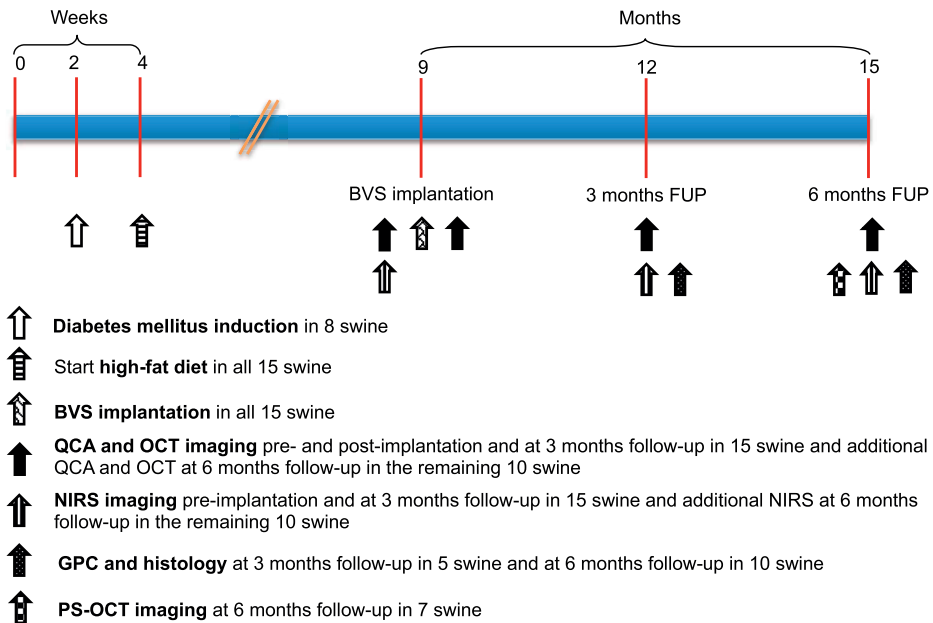 Weeks
Months
0 2 4 9 12 15
BVS implantation 3 months FUP 6 months FUP
Diabetes mellitus induction in 8 swine
Start high-fat diet in all 15 swine
BVS implantation in all 15 swine
QCA and OCT imaging pre- and post-implantation and at 3 months follow-up in 15 swine and additional
QCA and OCT at 6 months follow-up in the remaining 10 swine
NIRS imaging pre-implantation and at 3 months follow-up in 15 swine and additional NIRS at 6 months
follow-up in the remaining 10 swine
GPC and histology at 3 months follow-up in 5 swine and at 6 months follow-up in 10 swine
PS-OCT imaging at 6 months follow-up in 7 swine